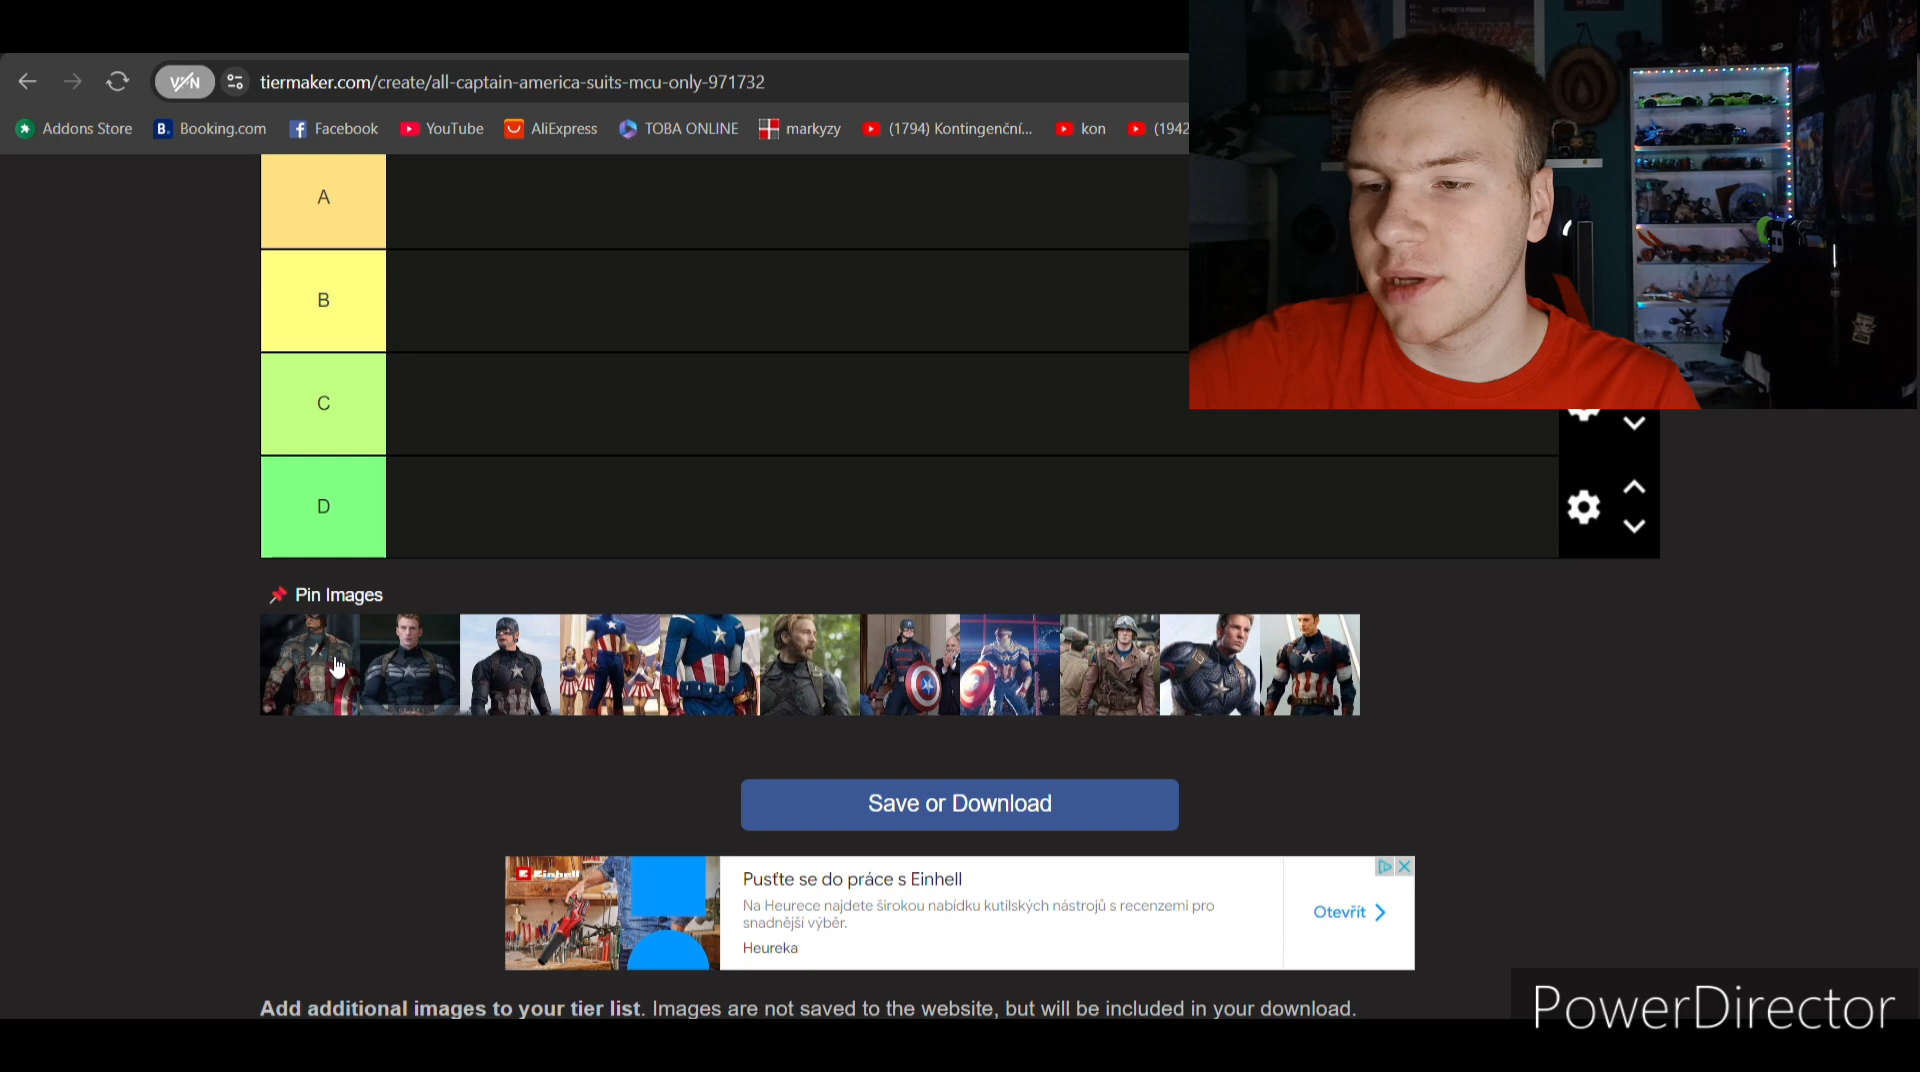 VPN
tiermaker.com/create/all-captain-america-suits-mcu-only-971732
Addons Store
B. Booking.com
Facebook
YouTube
AliExpress
TOBA ONLINE
markyzy
(1794) Kontingenční...
kon
(1942
A
B
C
D
Pin Images
Save or Download
Einhell
Pusťte se do práce s Einhell
Na Heurece najdete širokou nabídku kutilských nástrojů s recenzemi pro
snadnější výběr.
Heureka
Otevřít
Add additional images to your tier list. Images are not saved to the website, but will be included in your download.
PowerDirector